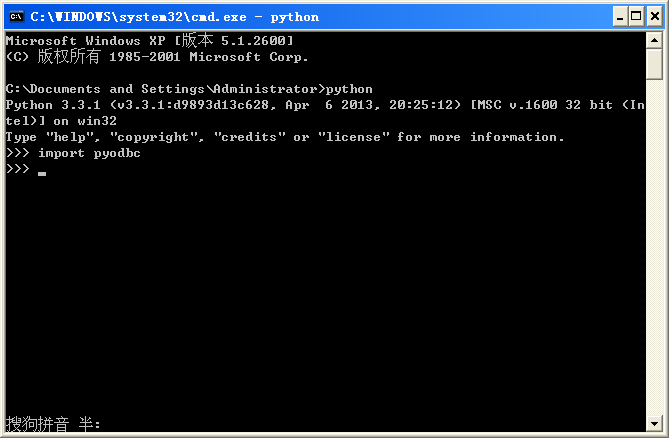 C:\WINDOWS\system32\cmd.exe - python
Microsoft Windows XP [版本 5.1.2600]
(C) 版权所有 1985-2001 Microsoft Corp.
C:\Documents and Settings\Administrator>python
Python 3.3.1 (v3.3.1:d9893d13c628, Apr  6 2013, 20:25:12) [MSC v.1600 32 bit (In
tel)] on win32
Type "help", "copyright", "credits" or "license" for more information.
>>> import pyodbc
>>>
搜狗拼音 半: